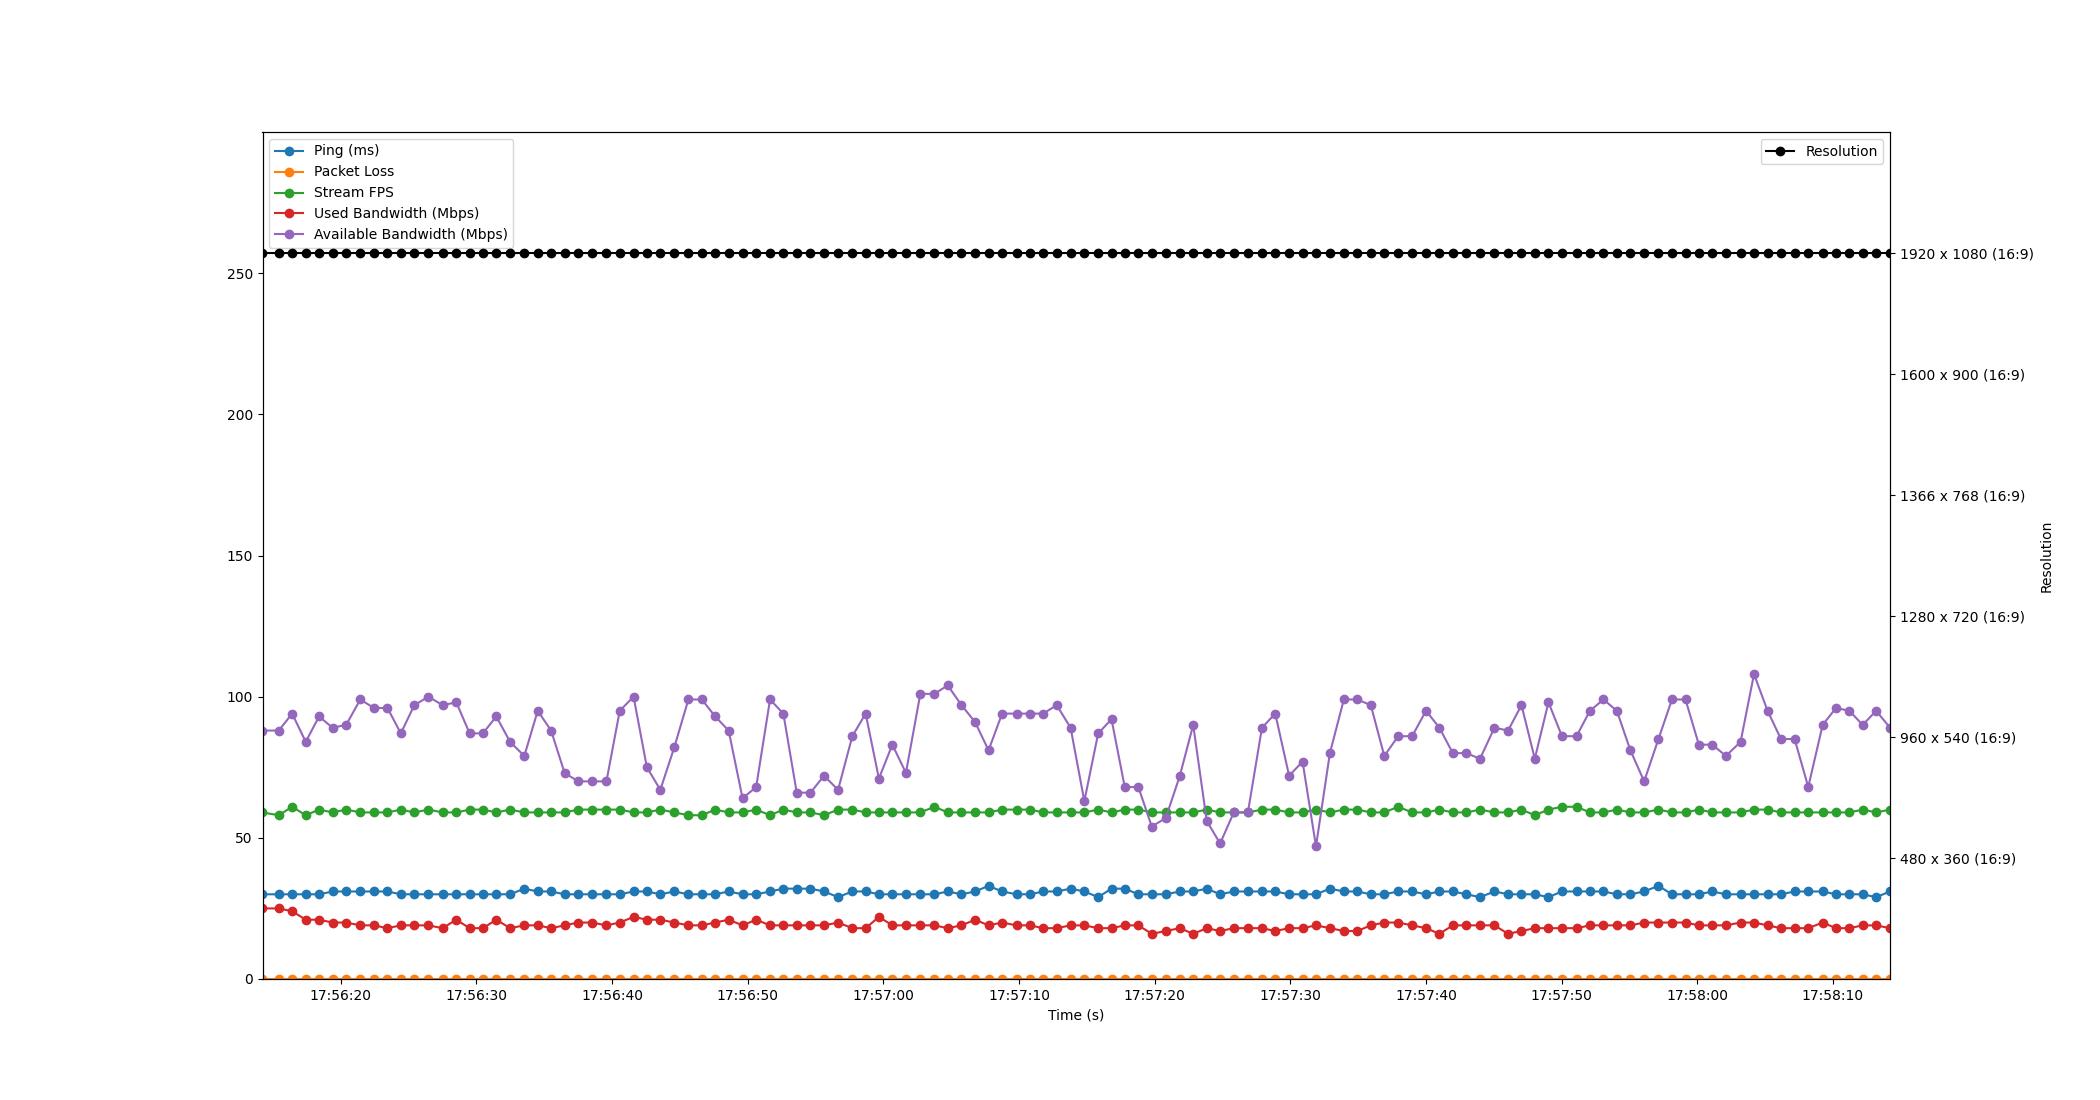 Ping (ms)
Packet Loss
Stream FPS
Used Bandwidth (Mbps)
Available Bandwidth (Mbps)
Resolution
250
200
150
100
50
0
1920 x 1080 (16:9)
1600 x 900 (16:9)
1366 x 768 (16:9)
1280 x 720 (16:9)
960 x 540 (16:9)
480 x 360 (16:9)
Resolution
17:56:20 17:56:30 17:56:40 17:56:50 17:57:00 17:57:10 17:57:20 17:57:30 17:57:40 17:57:50 17:58:00 17:58:10
Time (s)